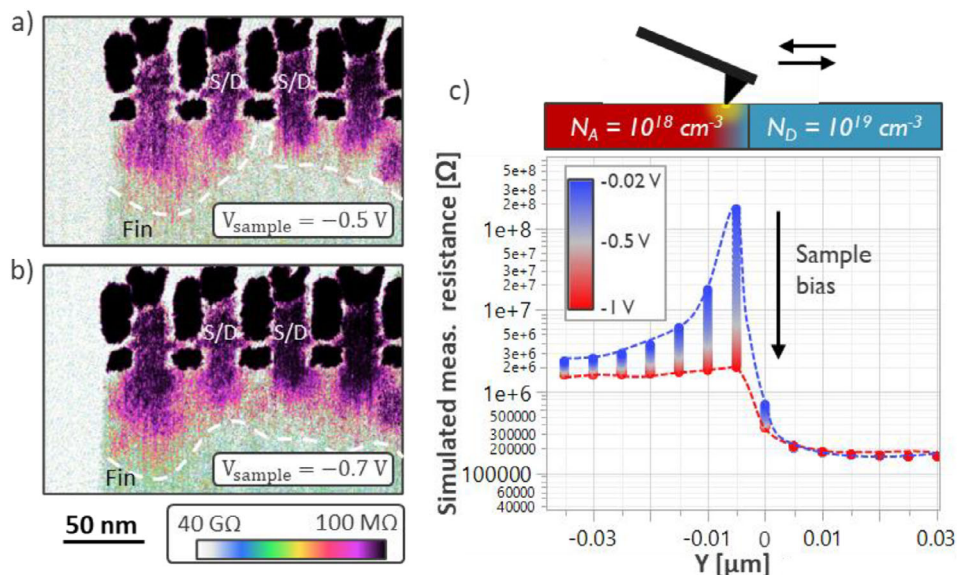 a)
S/D
S/D
Fin
V_sample = −0.5 V
b)
S/D
S/D
Fin
V_sample = −0.7 V
50 nm
40 GΩ
100 MΩ
c)
N_A = 10^18 cm^-3
N_D = 10^19 cm^-3
Simulated meas. resistance [Ω]
5e+8
3e+8
2e+8
1e+8
5e+7
3e+7
2e+7
1e+7
6e+6
5e+6
3e+6
2e+6
1e+6
500000
300000
200000
100000
60000
40000
-0.02 V
-0.5 V
-1 V
Sample
bias
-0.03
-0.01
0
0.01
0.03
Y [μm]